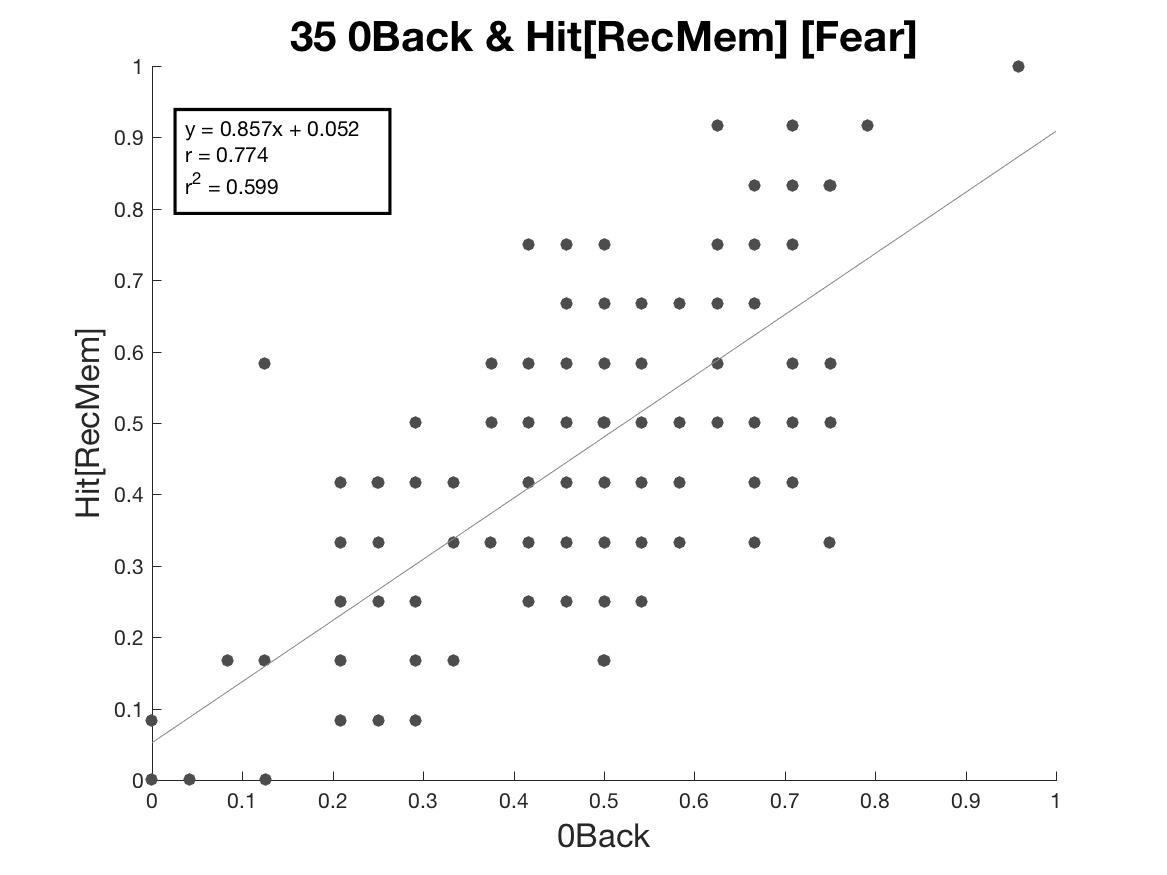 35 0Back & Hit[RecMem] [Fear]
y = 0.857x + 0.052
r = 0.774
r² = 0.599
Hit[RecMem]
1
0.9
0.8
0.7
0.6
0.5
0.4
0.3
0.2
0.1
0
0 0.1 0.2 0.3 0.4 0.5 0.6 0.7 0.8 0.9 1
0Back